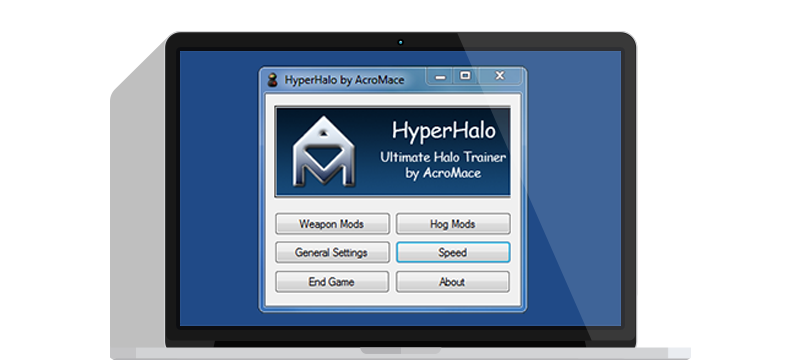 HyperHalo by AcroMace
HyperHalo
Ultimate Halo Trainer
by AcroMace
Weapon Mods
Hog Mods
General Settings
Speed
End Game
About